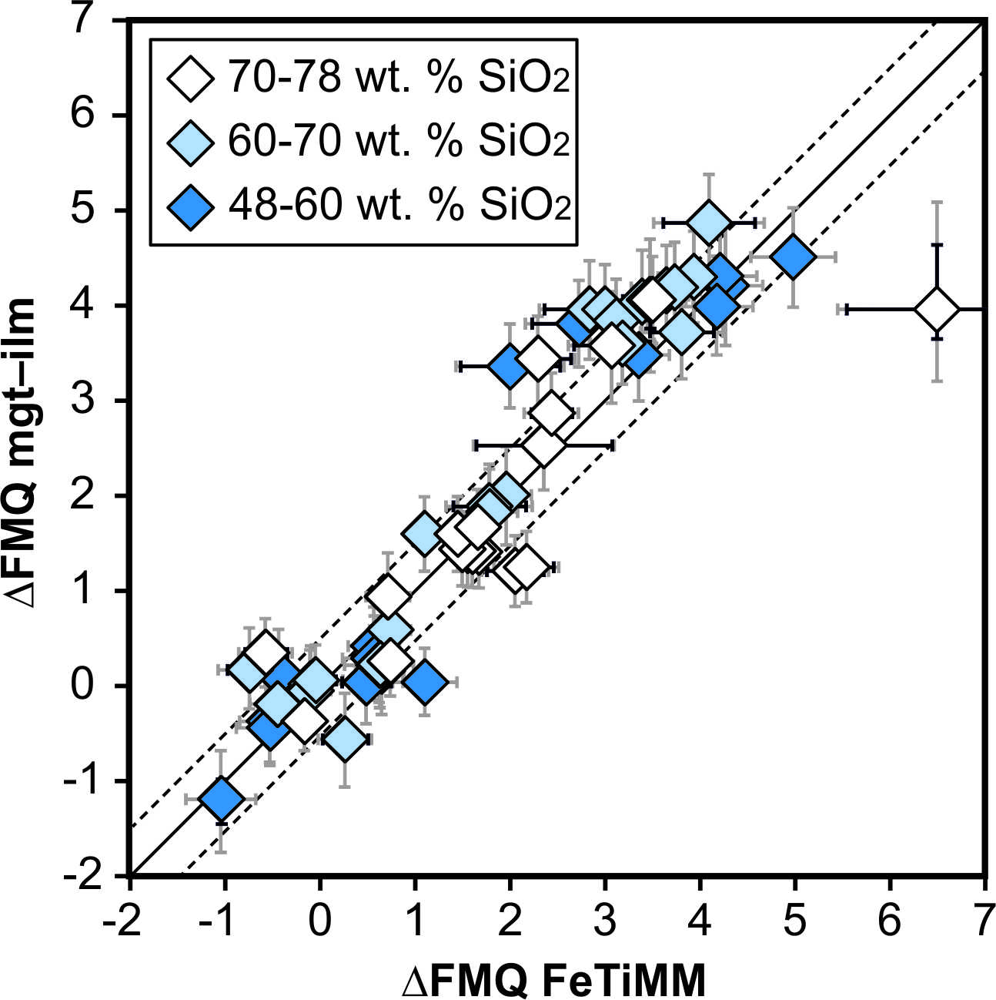 7
6
5
4
3
2
1
0
-1
-2
ΔFMQ mgt–ilm
70-78 wt. % SiO2
60-70 wt. % SiO2
48-60 wt. % SiO2
-2 -1 0 1 2 3 4 5 6 7
ΔFMQ FeTiMM